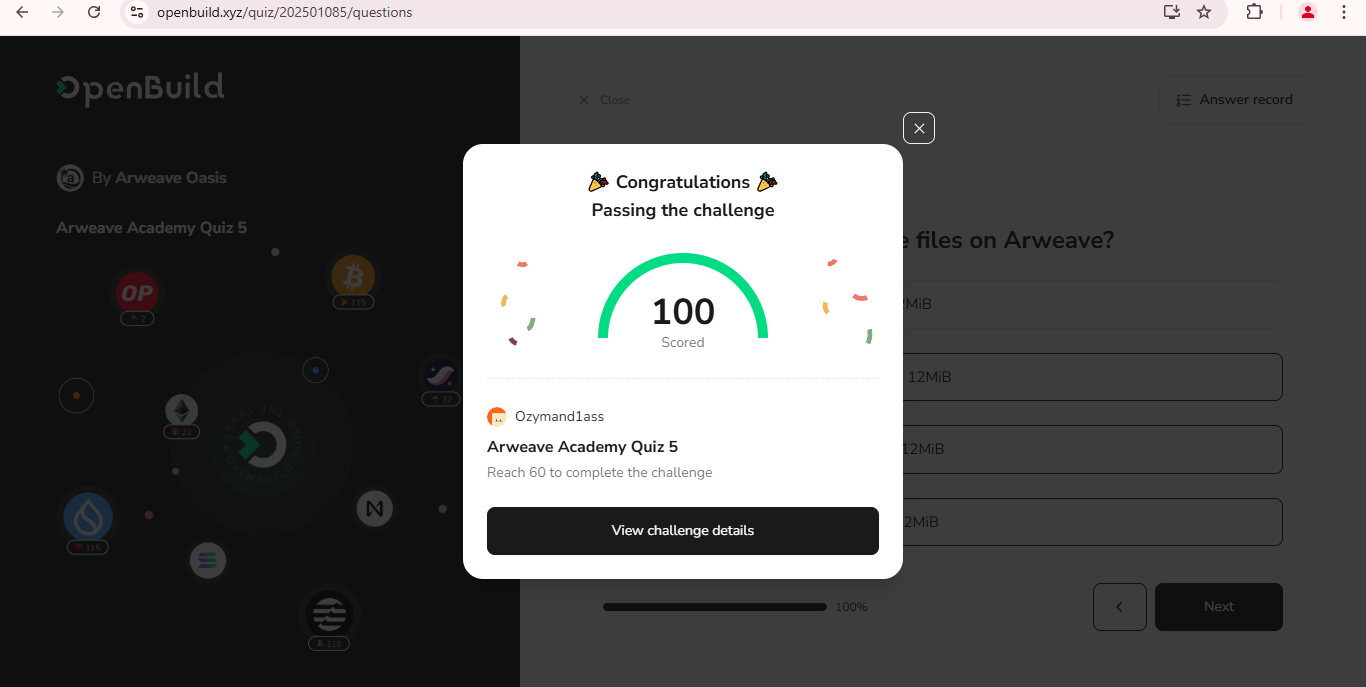 openbuild.xyz/quiz/202501085/questions
OpenBuild
Close
Answer record
By Arweave Oasis
Arweave Academy Quiz 5
Congratulations
Passing the challenge
e files on Arweave?
OP
2
115
100
Scored
2MiB
12MiB
32
22
Ozymand1ass
Arweave Academy Quiz 5
Reach 60 to complete the challenge
12MiB
View challenge details
2MiB
115
100%
Next
115